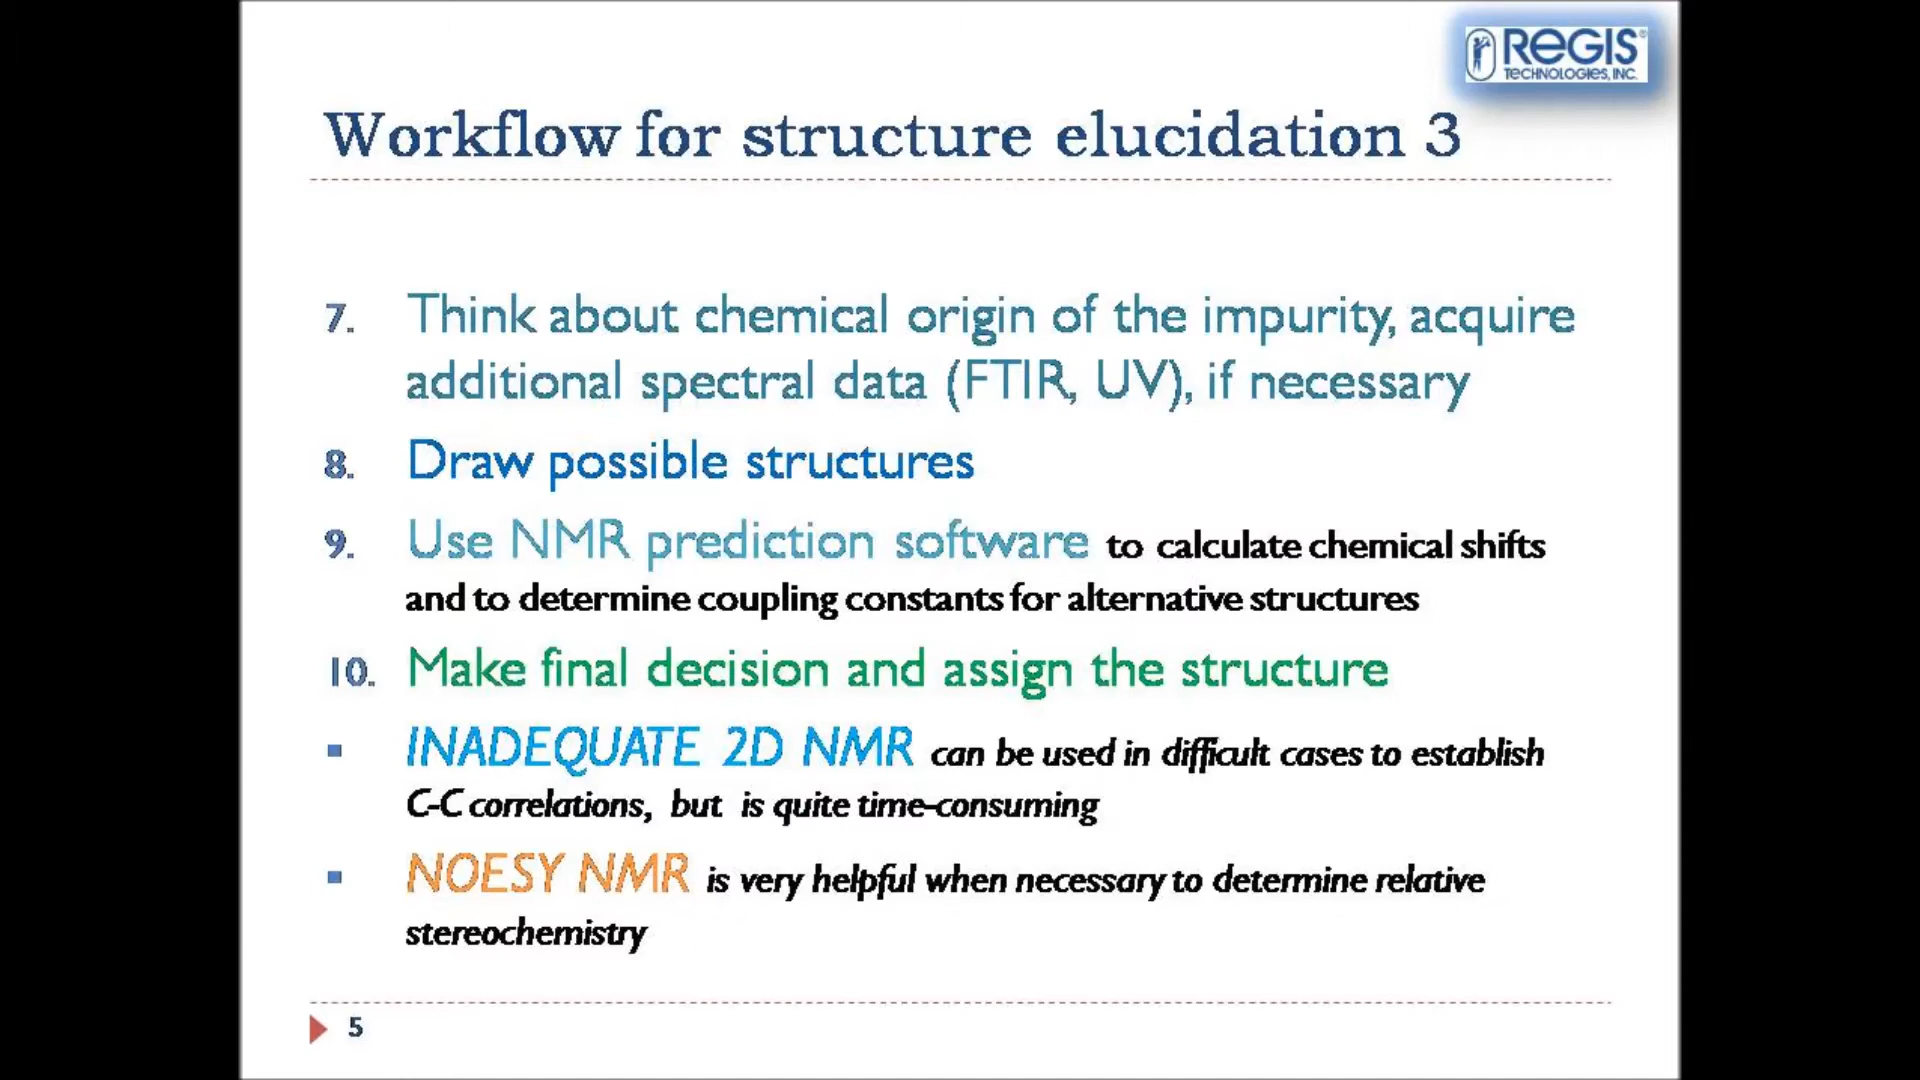 REGIS®
TECHNOLOGIES, INC.
Workflow for structure elucidation 3
7. Think about chemical origin of the impurity, acquire
additional spectral data (FTIR, UV), if necessary
8. Draw possible structures
9. Use NMR prediction software to calculate chemical shifts
and to determine coupling constants for alternative structures
10. Make final decision and assign the structure
▪ INADEQUATE 2D NMR can be used in difficult cases to establish
C-C correlations, but is quite time-consuming
▪ NOESY NMR is very helpful when necessary to determine relative
stereochemistry
5